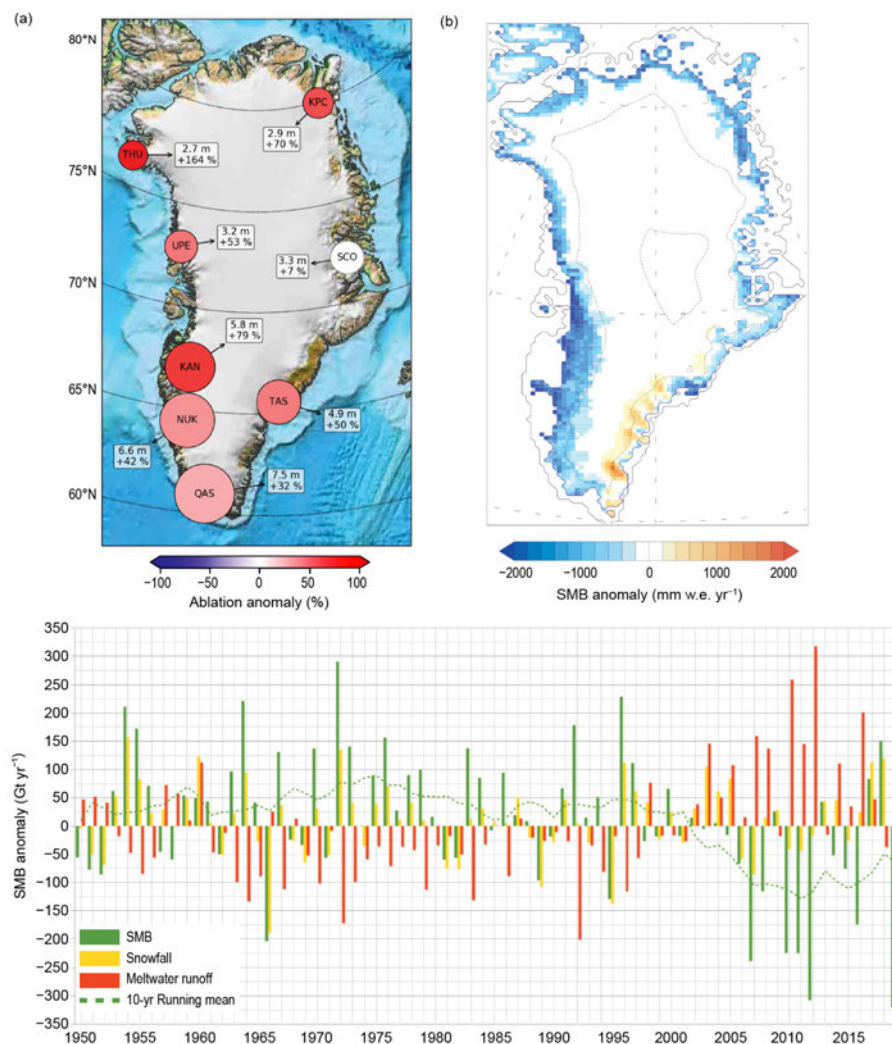 (a)
(b)
80°N
75°N
70°N
65°N
60°N
KPC
2.9 m
+70 %
THU
2.7 m
+164 %
UPE
3.2 m
+53 %
SCO
3.3 m
+7 %
KAN
5.8 m
+79 %
TAS
4.9 m
+50 %
NUK
6.6 m
+42 %
QAS
7.5 m
+32 %
−100 −50 0 50 100
Ablation anomaly (%)
−2000 −1000 0 1000 2000
SMB anomaly (mm w.e. yr⁻¹)
SMB anomaly (Gt yr⁻¹)
350
300
250
200
150
100
50
0
−50
−100
−150
−200
−250
−300
−350
SMB
Snowfall
Meltwater runoff
10-yr Running mean
1950 1955 1960 1965 1970 1975 1980 1985 1990 1995 2000 2005 2010 2015